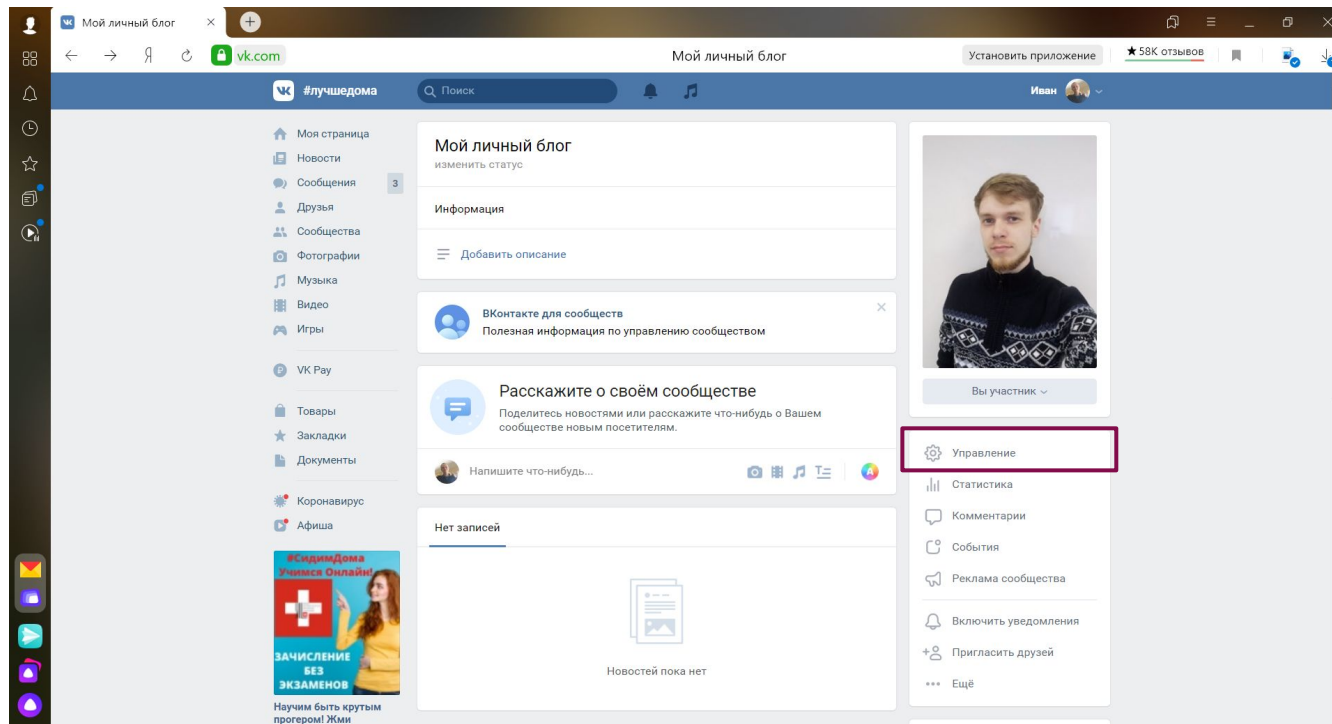 Мой личный блог
vk.com
Мой личный блог
Установить приложение
★ 58К отзывов
#лучшедома
Поиск
Иван
Моя страница
Новости
Сообщения 3
Друзья
Сообщества
Фотографии
Музыка
Видео
Игры
VK Pay
Товары
Закладки
Документы
Коронавирус
Афиша
#СидимДома
Учимся Онлайн!
ЗАЧИСЛЕНИЕ
БЕЗ
ЭКЗАМЕНОВ
Научим быть крутым
прогером! Жми
Мой личный блог
изменить статус
Информация
Добавить описание
ВКонтакте для сообществ
Полезная информация по управлению сообществом
Расскажите о своём сообществе
Поделитесь новостями или расскажите что-нибудь о Вашем
сообществе новым посетителям.
Напишите что-нибудь...
Нет записей
Новостей пока нет
Вы участник
Управление
Статистика
Комментарии
События
Реклама сообщества
Включить уведомления
Пригласить друзей
Ещё